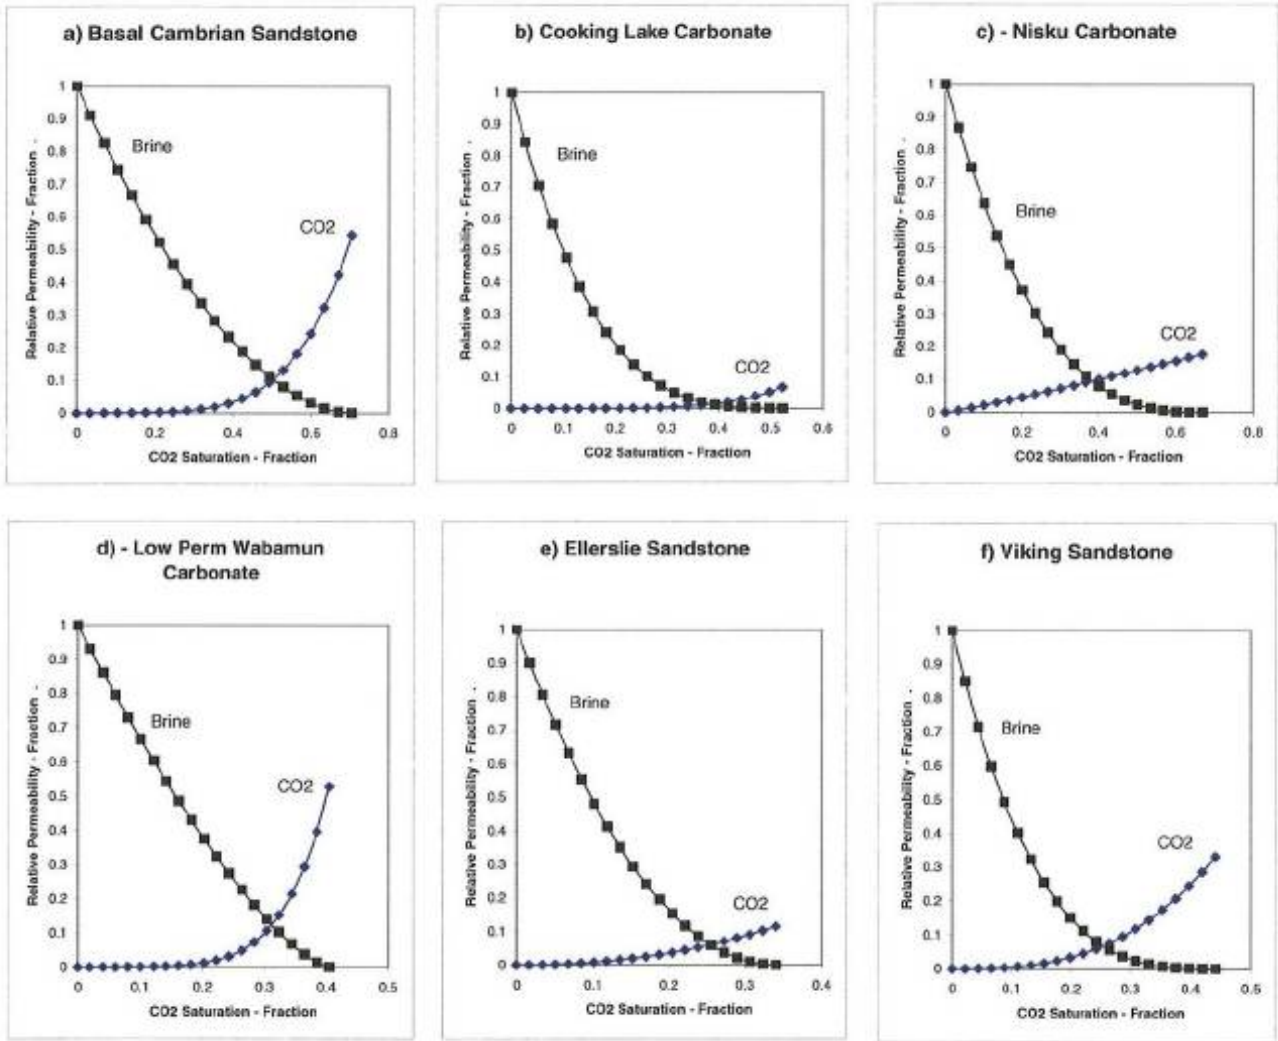 a) Basal Cambrian Sandstone
Relative Permeability - Fraction .
1
0.9
0.8
0.7
0.6
0.5
0.4
0.3
0.2
0.1
0
Brine
CO2
0 0.2 0.4 0.6 0.8
CO2 Saturation - Fraction
b) Cooking Lake Carbonate
Relative Permeability - Fraction .
1
0.9
0.8
0.7
0.6
0.5
0.4
0.3
0.2
0.1
0
Brine
CO2
0 0.1 0.2 0.3 0.4 0.5 0.6
CO2 Saturation - Fraction
c) - Nisku Carbonate
Relative Permeability - Fraction .
1
0.9
0.8
0.7
0.6
0.5
0.4
0.3
0.2
0.1
0
Brine
CO2
0 0.2 0.4 0.6 0.8
CO2 Saturation - Fraction
d) - Low Perm Wabamun
Carbonate
Relative Permeability - Fraction .
1
0.9
0.8
0.7
0.6
0.5
0.4
0.3
0.2
0.1
0
Brine
CO2
0 0.1 0.2 0.3 0.4 0.5
CO2 Saturation - Fraction
e) Ellerslie Sandstone
Relative Permeability - Fraction .
1
0.9
0.8
0.7
0.6
0.5
0.4
0.3
0.2
0.1
0
Brine
CO2
0 0.1 0.2 0.3 0.4
CO2 Saturation - Fraction
f) Viking Sandstone
Relative Permeability - Fraction .
1
0.9
0.8
0.7
0.6
0.5
0.4
0.3
0.2
0.1
0
Brine
CO2
0 0.1 0.2 0.3 0.4 0.5
CO2 Saturation - Fraction